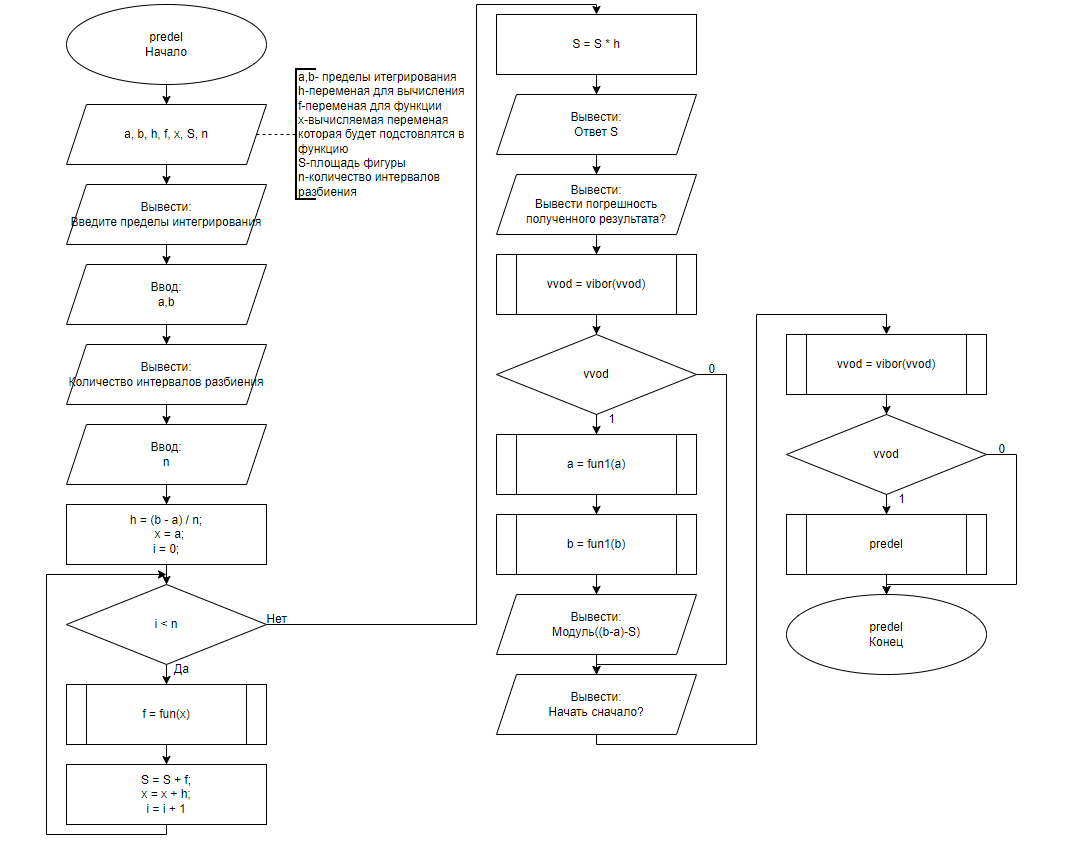 predel
Начало
a, b, h, f, x, S, n
a,b- пределы итегрирования
h-переменая для вычисления
f-переменая для функции
x-вычисляемая переменая
которая будет подстовлятся в
функцию
S-площадь фигуры
n-количество интервалов
разбиения
Вывести:
Введите пределы интегрирования
Ввод:
a,b
Вывести:
Количество интервалов разбиения
Ввод:
n
h = (b - a) / n;
x = a;
i = 0;
i < n
Нет
Да
f = fun(x)
S = S + f;
x = x + h;
i = i + 1
S = S * h
Вывести:
Ответ S
Вывести:
Вывести погрешность
полученного результата?
vvod = vibor(vvod)
vvod
0
1
a = fun1(a)
b = fun1(b)
Вывести:
Модуль((b-a)-S)
Вывести:
Начать сначало?
vvod = vibor(vvod)
vvod
0
1
predel
predel
Конец